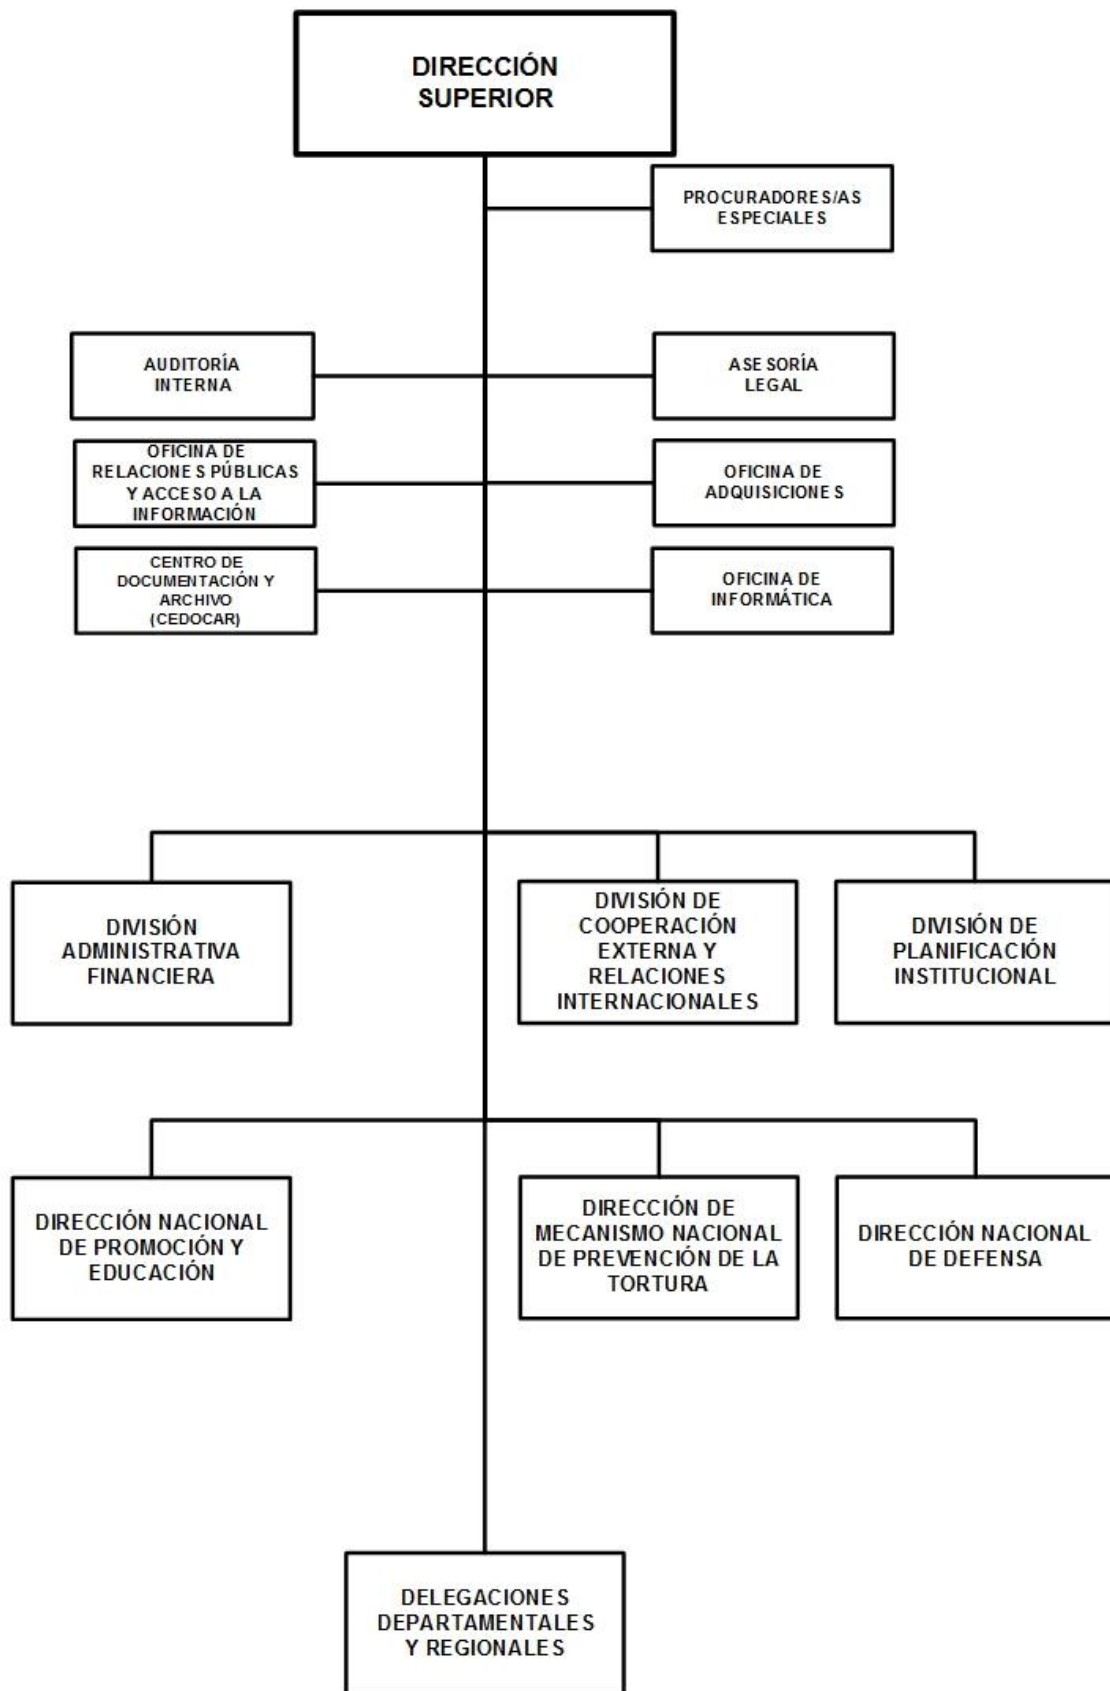 DIRECCIÓN
SUPERIOR
PROCURADORES/AS
ESPECIALES
AUDITORÍA
INTERNA
ASESORÍA
LEGAL
OFICINA DE
RELACIONES PÚBLICAS
Y ACCESO A LA
INFORMACIÓN
OFICINA DE
ADQUISICIONES
CENTRO DE
DOCUMENTACIÓN Y
ARCHIVO
(CEDOCAR)
OFICINA DE
INFORMÁTICA
DIVISIÓN
ADMINISTRATIVA
FINANCIERA
DIVISIÓN DE
COOPERACIÓN
EXTERNA Y
RELACIONES
INTERNACIONALES
DIVISIÓN DE
PLANIFICACIÓN
INSTITUCIONAL
DIRECCIÓN NACIONAL
DE PROMOCIÓN Y
EDUCACIÓN
DIRECCIÓN DE
MECANISMO NACIONAL
DE PREVENCIÓN DE LA
TORTURA
DIRECCIÓN NACIONAL
DE DEFENSA
DELEGACIONES
DEPARTAMENTALES
Y REGIONALES